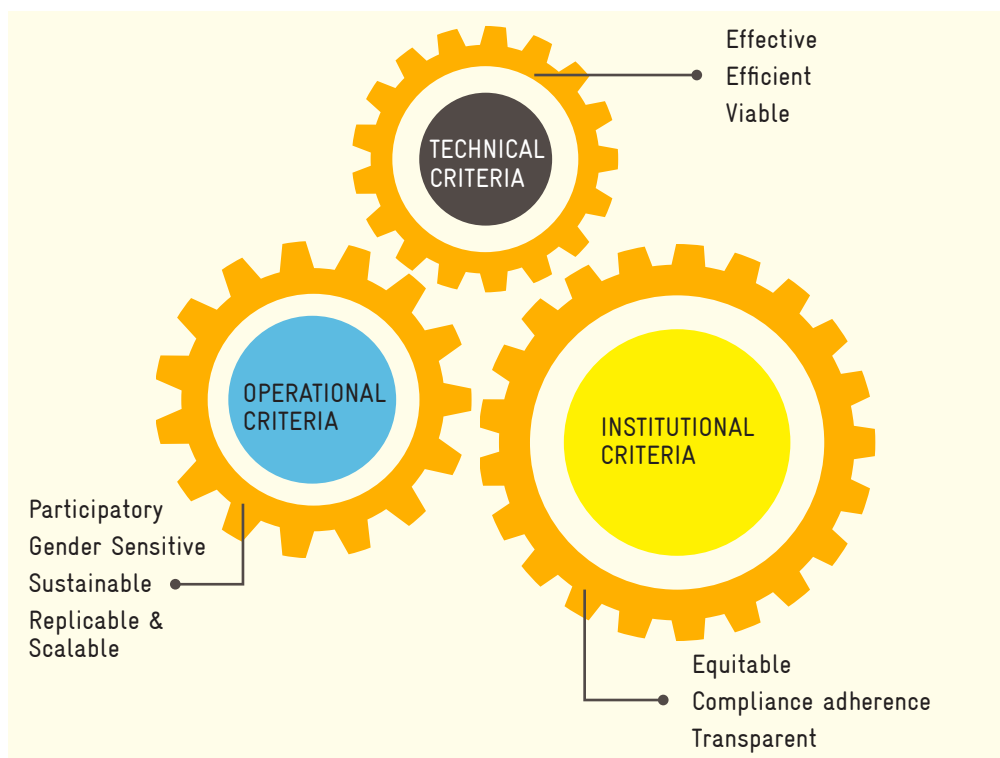 Effective
Efficient
Viable
TECHNICAL
CRITERIA
OPERATIONAL
CRITERIA
INSTITUTIONAL
CRITERIA
Participatory
Gender Sensitive
Sustainable
Replicable &
Scalable
Equitable
Compliance adherence
Transparent